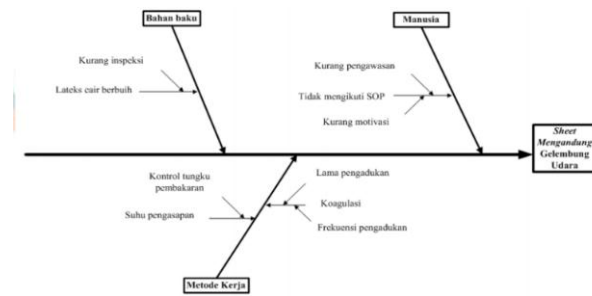 Bahan baku
Manusia
Kurang inspeksi
Lateks cair berbuih
Kurang pengawasan
Tidak mengikuti SOP
Kurang motivasi
Sheet
Mengandung
Gelembung
Udara
Kontrol tungku
pembakaran
Suhu pengasapan
Lama pengadukan
Koagulasi
Frekuensi pengadukan
Metode Kerja